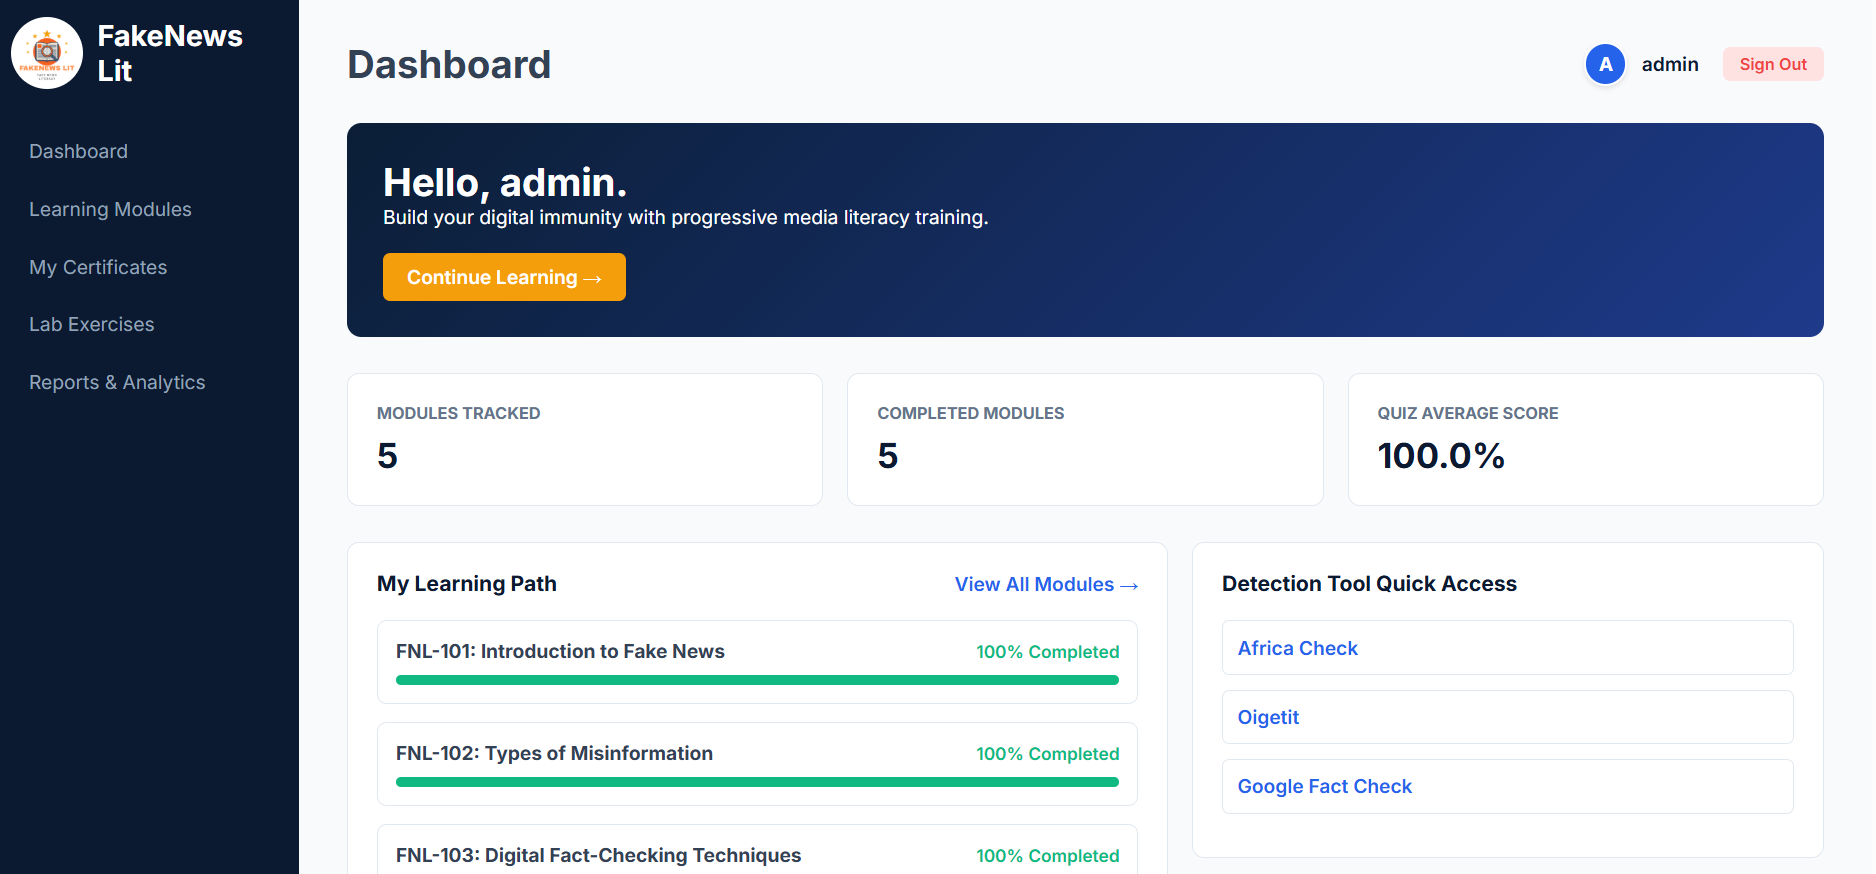 FAKENEWS LIT
FakeNews
Lit
Dashboard
Learning Modules
My Certificates
Lab Exercises
Reports & Analytics
Dashboard
A
admin
Sign Out
Hello, admin.
Build your digital immunity with progressive media literacy training.
Continue Learning →
MODULES TRACKED
5
COMPLETED MODULES
5
QUIZ AVERAGE SCORE
100.0%
My Learning Path
View All Modules →
FNL-101: Introduction to Fake News
100% Completed
FNL-102: Types of Misinformation
100% Completed
FNL-103: Digital Fact-Checking Techniques
100% Completed
Detection Tool Quick Access
Africa Check
Oigetit
Google Fact Check